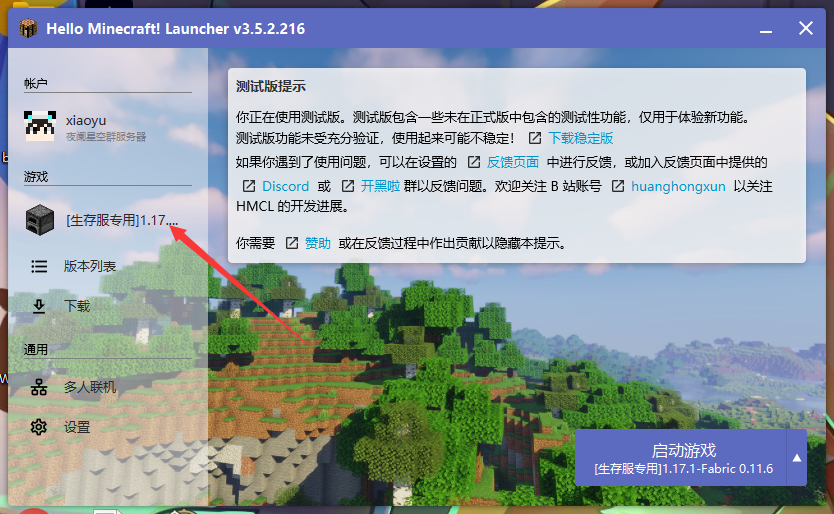 Hello Minecraft! Launcher v3.5.2.216
帐户
xiaoyu
夜阑星空群服务器
游戏
[生存服专用]1.17....
版本列表
下载
通用
多人联机
设置
测试版提示
你正在使用测试版。测试版包含一些未在正式版中包含的测试性功能，仅用于体验新功能。
测试版功能未受充分验证，使用起来可能不稳定！ 下载稳定版
如果你遇到了使用问题，可以在设置的 反馈页面 中进行反馈，或加入反馈页面中提供的
Discord 或 开黑啦 群以反馈问题。欢迎关注 B 站账号 huanghongxun 以关注
HMCL 的开发进展。
你需要 赞助 或在反馈过程中作出贡献以隐藏本提示。
启动游戏
[生存服专用]1.17.1-Fabric 0.11.6